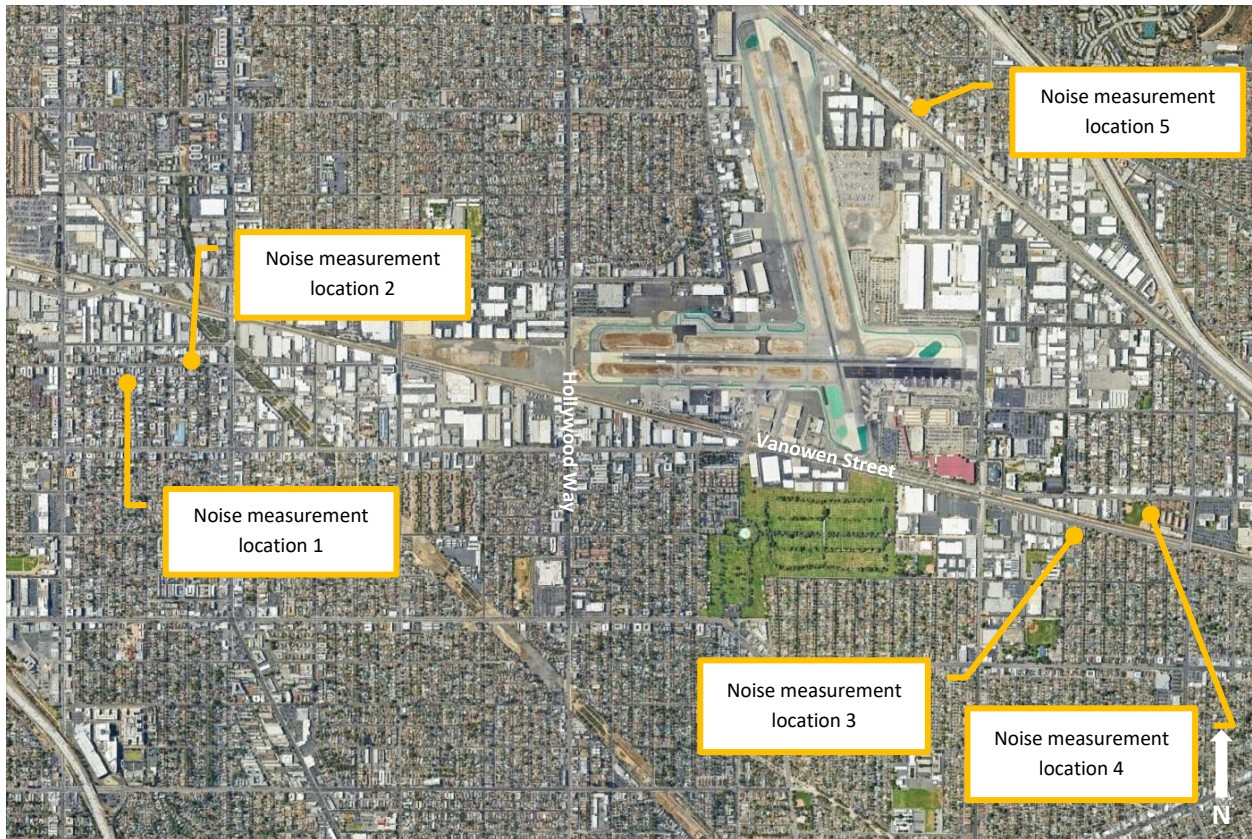 Noise measurement
location 5
Noise measurement
location 2
Hollywood Way
Vanowen Street
Noise measurement
location 1
Noise measurement
location 3
Noise measurement
location 4
N